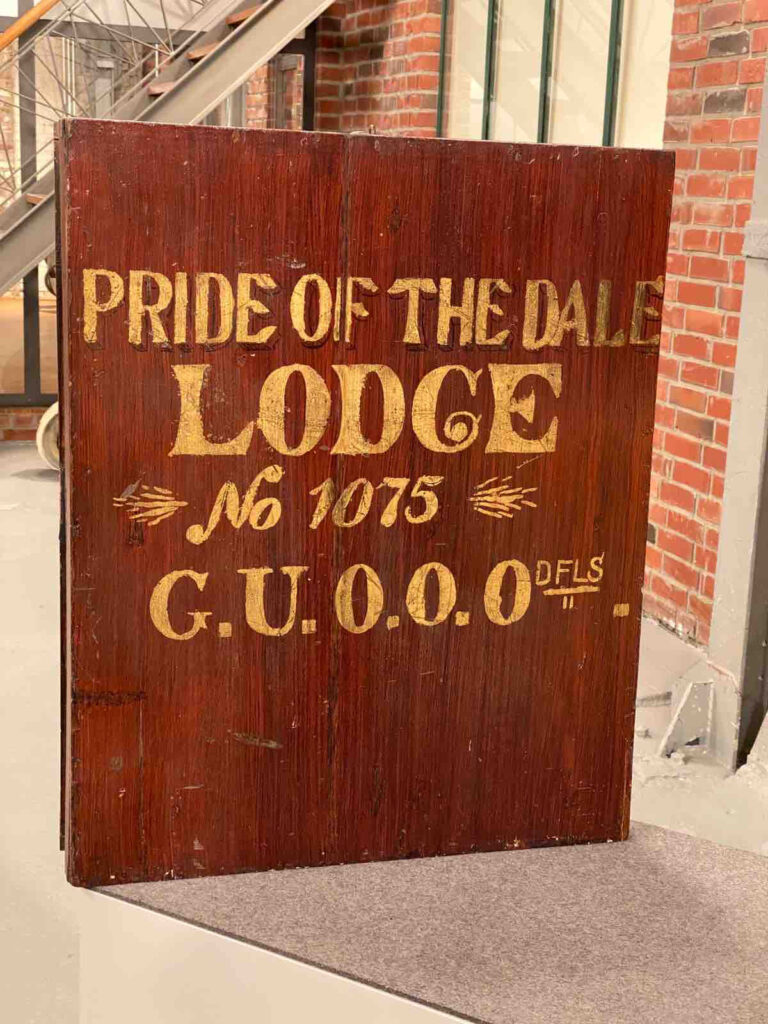 PRIDE OF THE DALE
LODGE
No 1075
G.U.O.O.O DFLS.